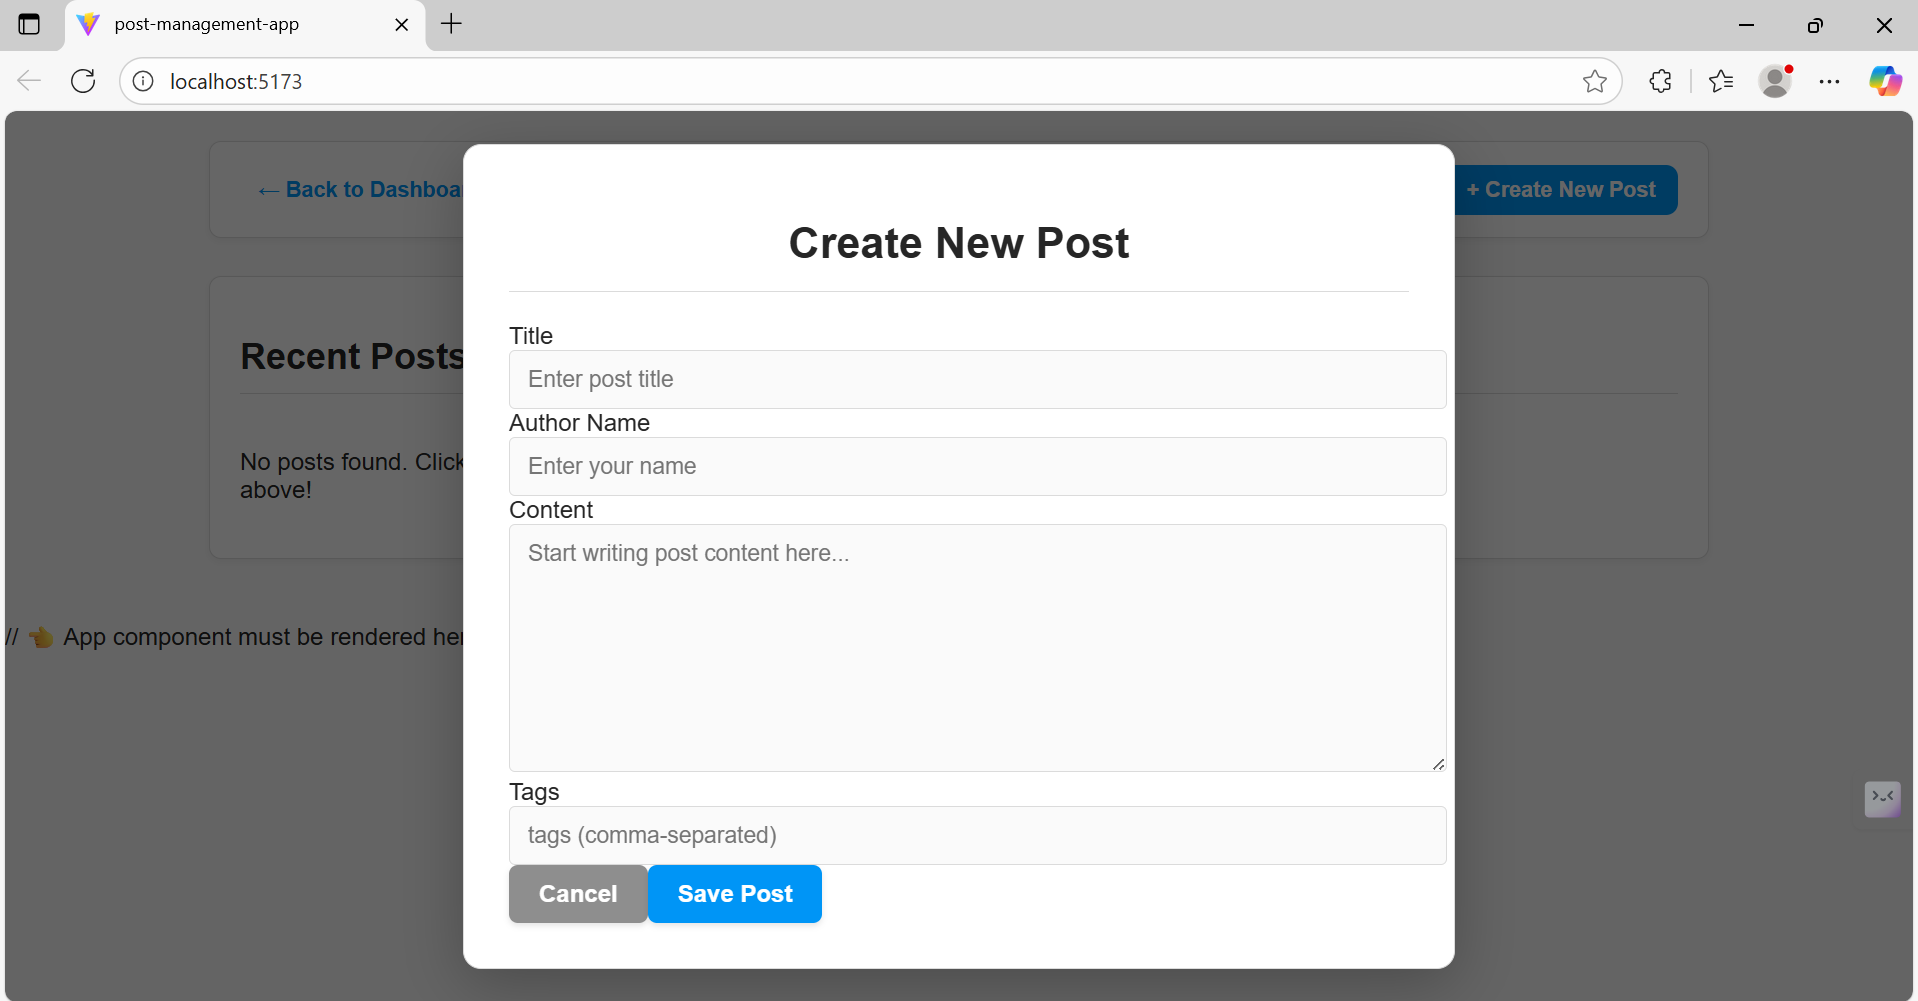 post-management-app
localhost:5173
← Back to Dashboa
+ Create New Post
Create New Post
Recent Posts
No posts found. Click
above!
Title
Enter post title
Author Name
Enter your name
Content
Start writing post content here...
// 👈 App component must be rendered her
Tags
tags (comma-separated)
Cancel
Save Post